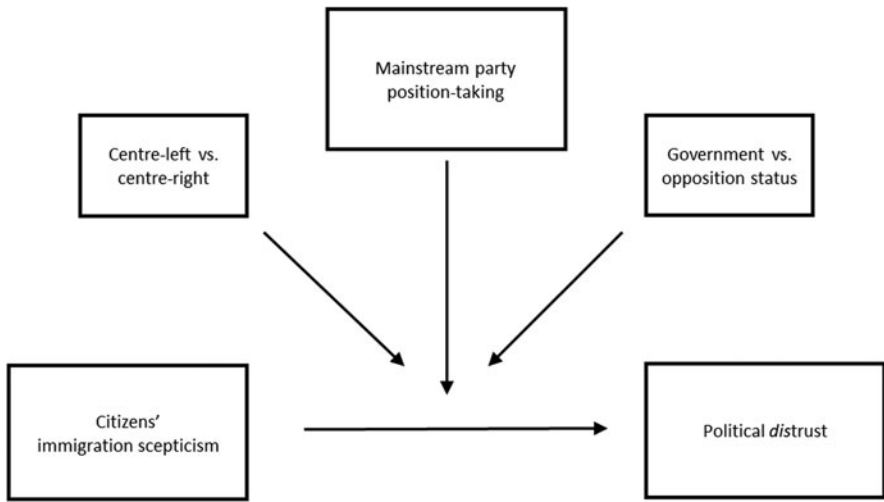 Mainstream party
position-taking
Centre-left vs.
centre-right
Government vs.
opposition status
Citizens’
immigration scepticism
Political distrust